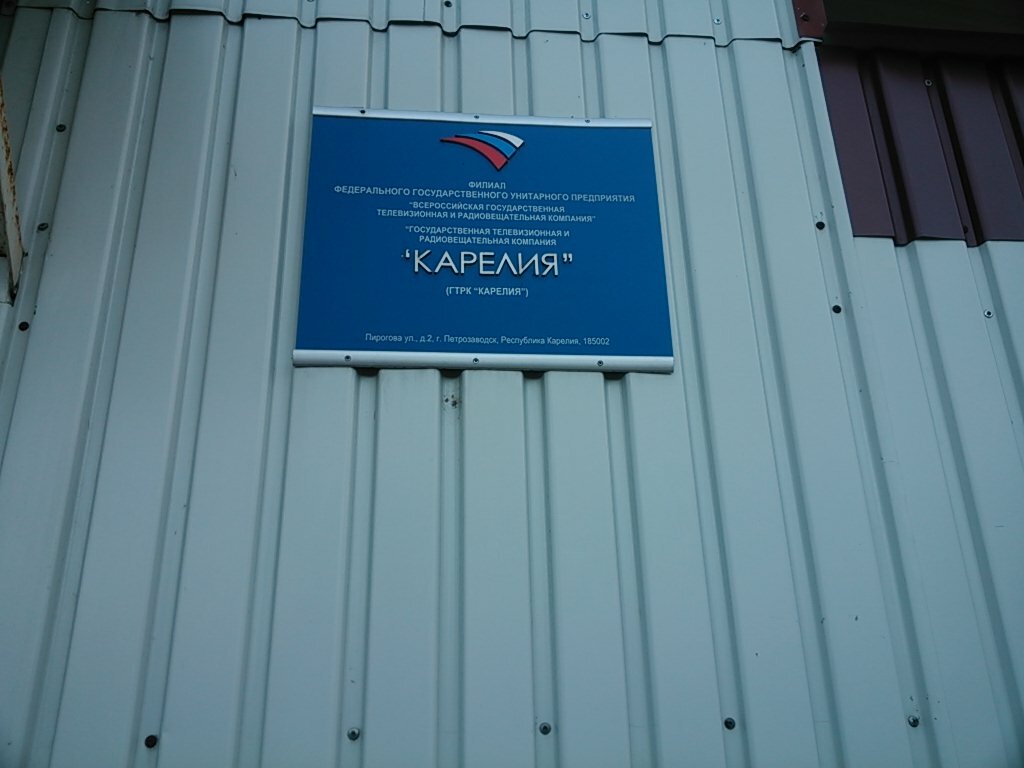 ФИЛИАЛ
ФЕДЕРАЛЬНОГО ГОСУДАРСТВЕННОГО УНИТАРНОГО ПРЕДПРИЯТИЯ
"ВСЕРОССИЙСКАЯ ГОСУДАРСТВЕННАЯ
ТЕЛЕВИЗИОННАЯ И РАДИОВЕЩАТЕЛЬНАЯ КОМПАНИЯ"
"ГОСУДАРСТВЕННАЯ ТЕЛЕВИЗИОННАЯ И
РАДИОВЕЩАТЕЛЬНАЯ КОМПАНИЯ
'КАРЕЛИЯ"
(ГТРК "КАРЕЛИЯ")
Пирогова ул., д.2, г. Петрозаводск, Республика Карелия, 185002